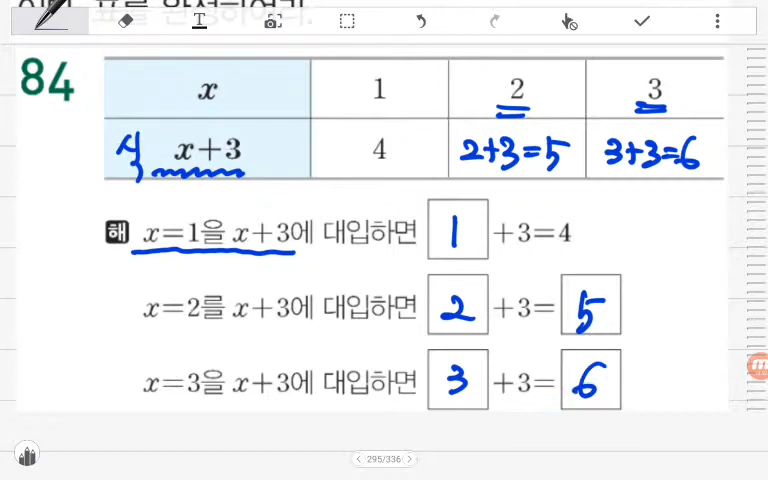 84
x 1 2 3
식 x+3 4 2+3=5 3+3=6
해 x=1을 x+3에 대입하면 1 +3=4
x=2를 x+3에 대입하면 2 +3= 5
x=3을 x+3에 대입하면 3 +3= 6
295/336